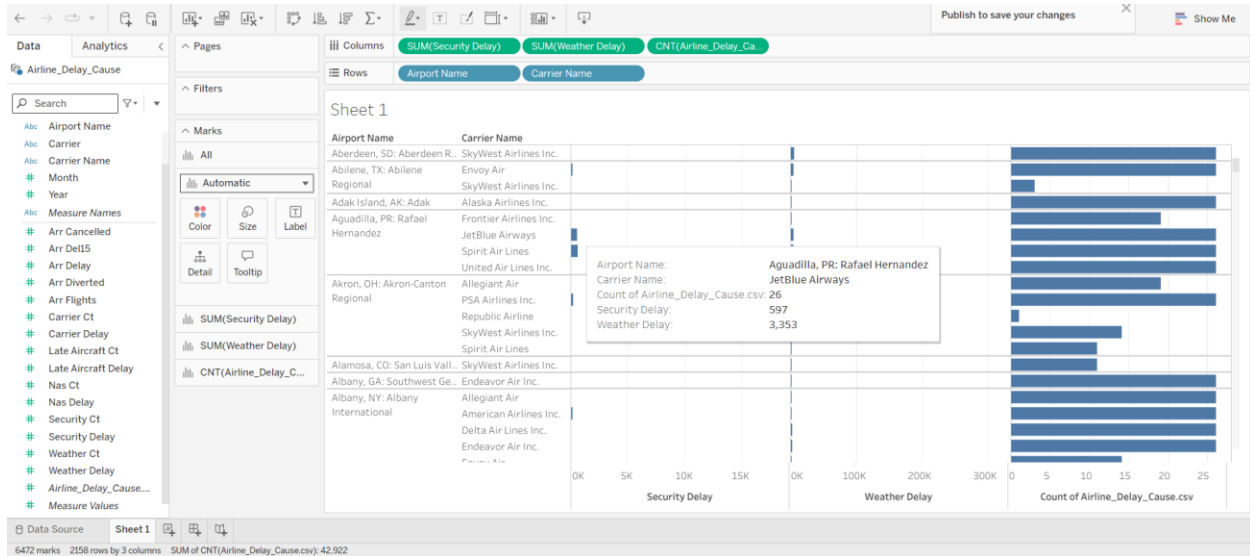 Publish to save your changes
Show Me
Data
Analytics
Airline_Delay_Cause
Search
Abc Airport Name
Abc Carrier
Abc Carrier Name
# Month
# Year
Abc Measure Names
# Arr Cancelled
# Arr Del15
# Arr Delay
# Arr Diverted
# Arr Flights
# Carrier Ct
# Carrier Delay
# Late Aircraft Ct
# Late Aircraft Delay
# Nas Ct
# Nas Delay
# Security Ct
# Security Delay
# Weather Ct
# Weather Delay
# Airline_Delay_Cause....
# Measure Values
Pages
Filters
Marks
All
Automatic
Color
Size
Label
Detail
Tooltip
SUM(Security Delay)
SUM(Weather Delay)
CNT(Airline_Delay_C...
Columns
SUM(Security Delay)
SUM(Weather Delay)
CNT(Airline_Delay_Ca...
Rows
Airport Name
Carrier Name
Sheet 1
Airport Name Carrier Name
Aberdeen, SD: Aberdeen R.. SkyWest Airlines Inc.
Abilene, TX: Abilene Envoy Air
Regional SkyWest Airlines Inc.
Adak Island, AK: Adak Alaska Airlines Inc.
Aguadilla, PR: Rafael Frontier Airlines Inc.
Hernandez JetBlue Airways
Spirit Air Lines
United Air Lines Inc.
Akron, OH: Akron-Canton Allegiant Air
Regional PSA Airlines Inc.
Republic Airline
SkyWest Airlines Inc.
Spirit Air Lines
Alamosa, CO: San Luis Vall.. SkyWest Airlines Inc.
Albany, GA: Southwest Ge.. Endeavor Air Inc.
Albany, NY: Albany Allegiant Air
International American Airlines Inc.
Delta Air Lines Inc.
Endeavor Air Inc.
Envoy Air
Airport Name: Aguadilla, PR: Rafael Hernandez
Carrier Name: JetBlue Airways
Count of Airline_Delay_Cause.csv: 26
Security Delay: 597
Weather Delay: 3,353
0K 5K 10K 15K 0K 100K 200K 300K 0 5 10 15 20 25
Security Delay Weather Delay Count of Airline_Delay_Cause.csv
Data Source
Sheet 1
6472 marks 2158 rows by 3 columns SUM of CNT(Airline_Delay_Cause.csv): 42,922